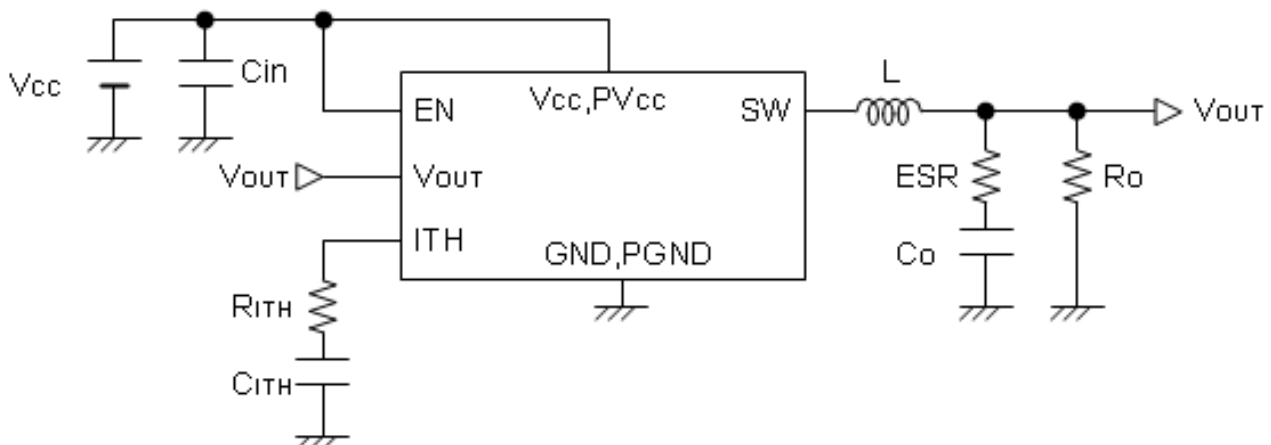 L
Vcc
Cin
EN
Vcc,PVcc
SW
VOUT
VOUT
VOUT
ESR
Ro
ITH
GND,PGND
Co
RITH
CITH